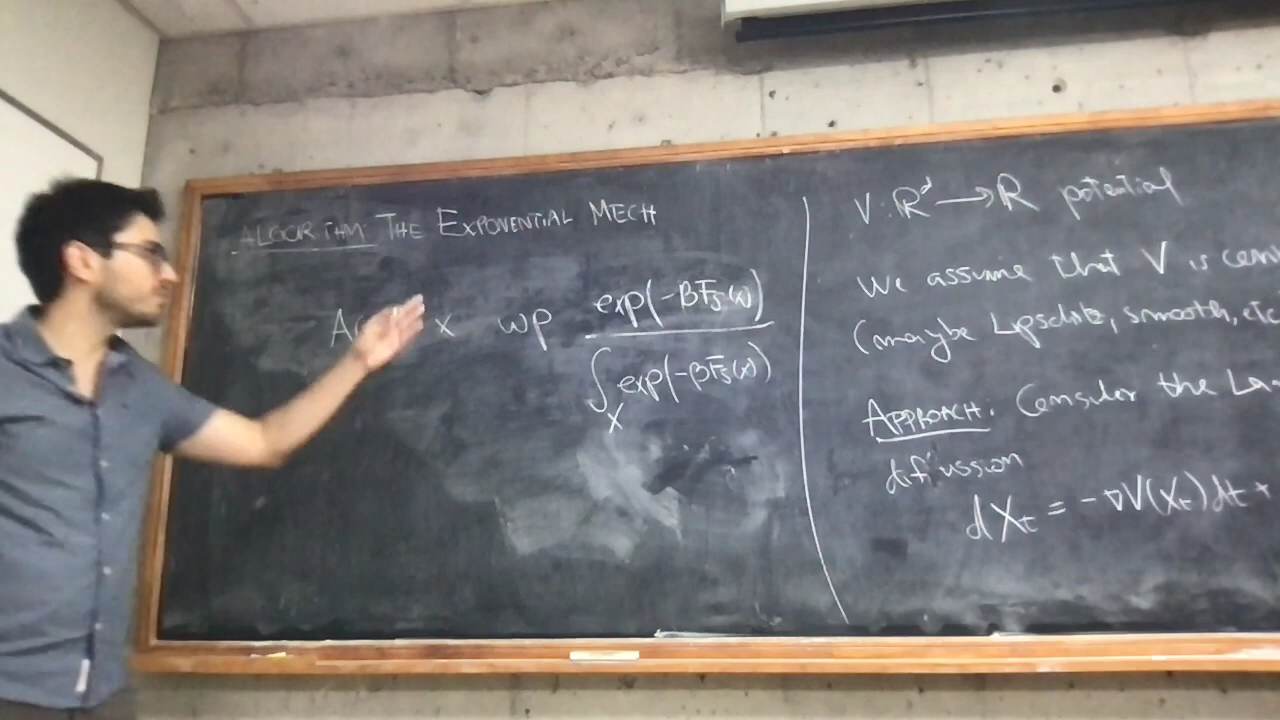 ALGORITHM: THE EXPONENTIAL MECH
x wp exp(-βF_S(x)) / ∫_X exp(-βF_S(x))
V: ℝ^d → ℝ potential
We assume that V is
(maybe Lipschitz, smooth, etc
APPROACH: Consider the
diffussion
dX_t = -∇V(X_t)dt +